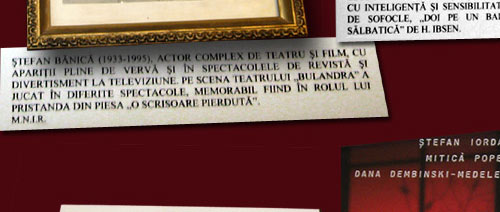 CU INTELIGENȚĂ ȘI SENSIBILITAT
DE SOFOCLE, „DOI PE UN BA
SĂLBATICĂ” DE H. IBSEN.
ȘTEFAN BĂNICĂ (1933-1995), ACTOR COMPLEX DE TEATRU ȘI FILM, CU
APARIȚII PLINE DE VERVĂ ȘI ÎN SPECTACOLELE DE REVISTĂ ȘI
DIVERTISMENT LA TELEVIZIUNE. PE SCENA TEATRULUI „BULANDRA” A
JUCAT ÎN DIFERITE SPECTACOLE, MEMORABIL FIIND ÎN ROLUL LUI
PRISTANDA DIN PIESA „O SCRISOARE PIERDUTĂ”.
M.N.I.R.
ȘTEFAN IORDA
MITICĂ POPE
OANA DEMBINSKI-MEDELE